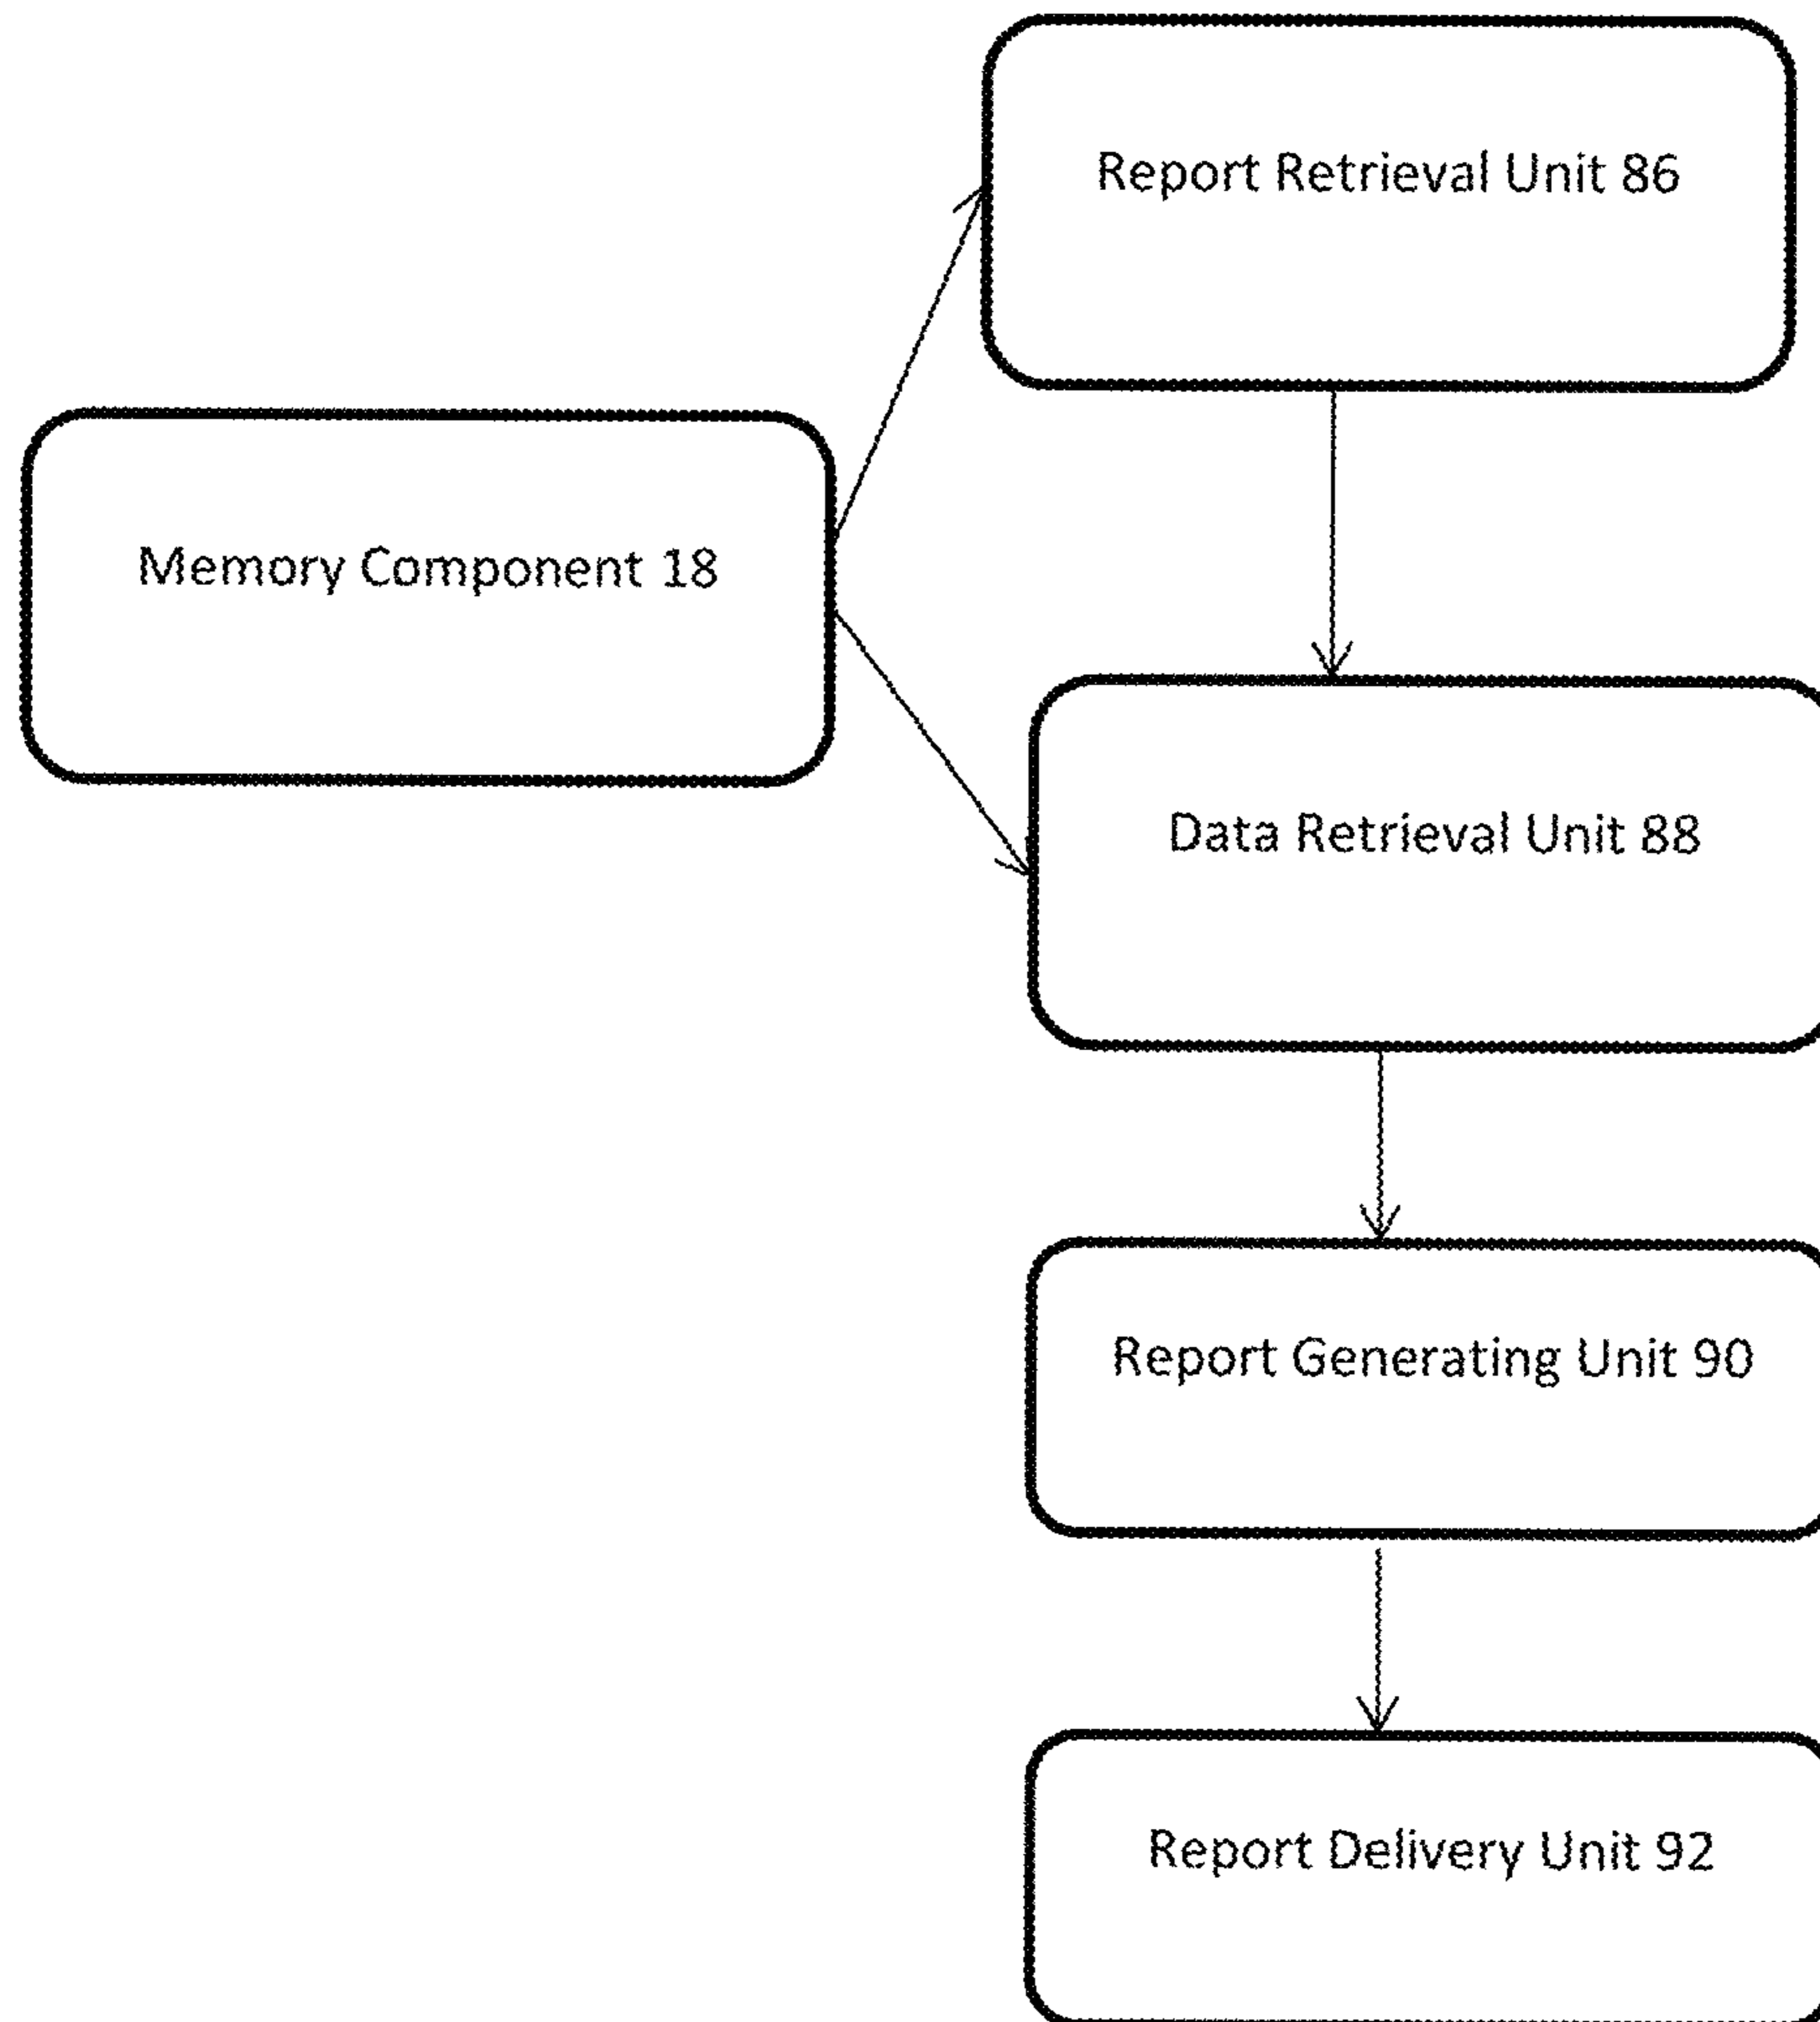 Report Retrieval Unit 86
Memory Component 18
Data Retrieval Unit 88
Report Generating Unit 90
Report Delivery Unit 92